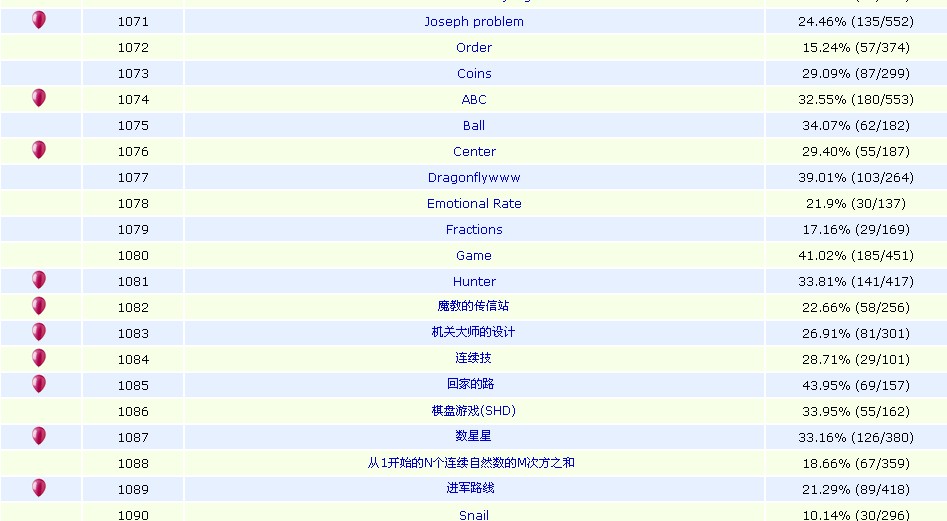 1071 Joseph problem 24.46% (135/552)
1072 Order 15.24% (57/374)
1073 Coins 29.09% (87/299)
1074 ABC 32.55% (180/553)
1075 Ball 34.07% (62/182)
1076 Center 29.40% (55/187)
1077 Dragonflywww 39.01% (103/264)
1078 Emotional Rate 21.9% (30/137)
1079 Fractions 17.16% (29/169)
1080 Game 41.02% (185/451)
1081 Hunter 33.81% (141/417)
1082 魔教的传信站 22.66% (58/256)
1083 机关大师的设计 26.91% (81/301)
1084 连续技 28.71% (29/101)
1085 回家的路 43.95% (69/157)
1086 棋盘游戏(SHD) 33.95% (55/162)
1087 数星星 33.16% (126/380)
1088 从1开始的N个连续自然数的M次方之和 18.66% (67/359)
1089 进军路线 21.29% (89/418)
1090 Snail 10.14% (30/296)